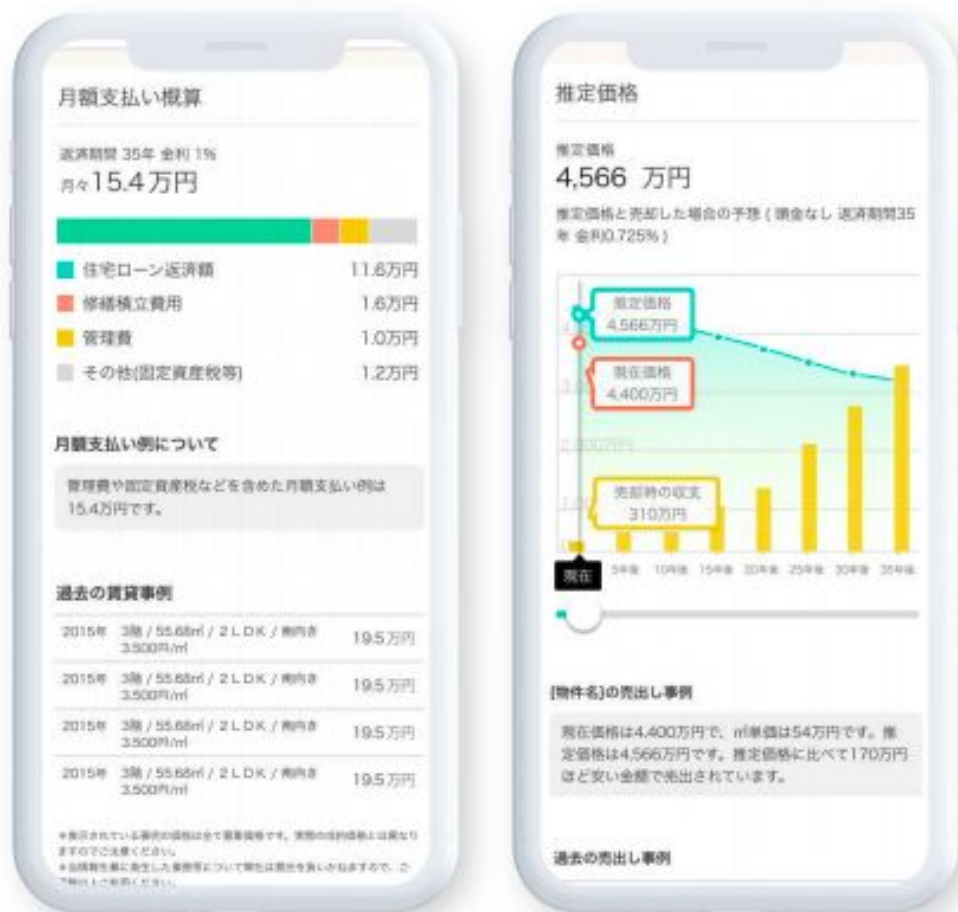 月額支払い概算
返済期間 35年 金利 1%
月々15.4万円
住宅ローン返済額 11.6万円
修繕積立費用 1.6万円
管理費 1.0万円
その他(固定資産税等) 1.2万円
月額支払い例について
管理費や固定資産税などを含めた月額支払い例は
15.4万円です。
過去の賃貸事例
2015年 3階 / 55.68㎡ / 2LDK / 南向き 19.5万円
3,500円/㎡
2015年 3階 / 55.68㎡ / 2LDK / 南向き 19.5万円
3,500円/㎡
2015年 3階 / 55.68㎡ / 2LDK / 南向き 19.5万円
3,500円/㎡
2015年 3階 / 55.68㎡ / 2LDK / 南向き 19.5万円
3,500円/㎡
推定価格
推定価格
4,566 万円
推定価格と売却した場合の予想 ( 頭金なし 返済期間35
年 金利0.725% )
推定価格
4,566万円
現在価格
4,400万円
2,000万円
売却時の収支
310万円
現在 5年後 10年後 15年後 20年後 25年後 30年後 35年後
[物件名]の売出し事例
現在価格は4,400万円で、㎡単価は54万円です。推
定価格は4,566万円です。推定価格に比べて170万円
ほど安い金額で売出されています。
過去の売出し事例